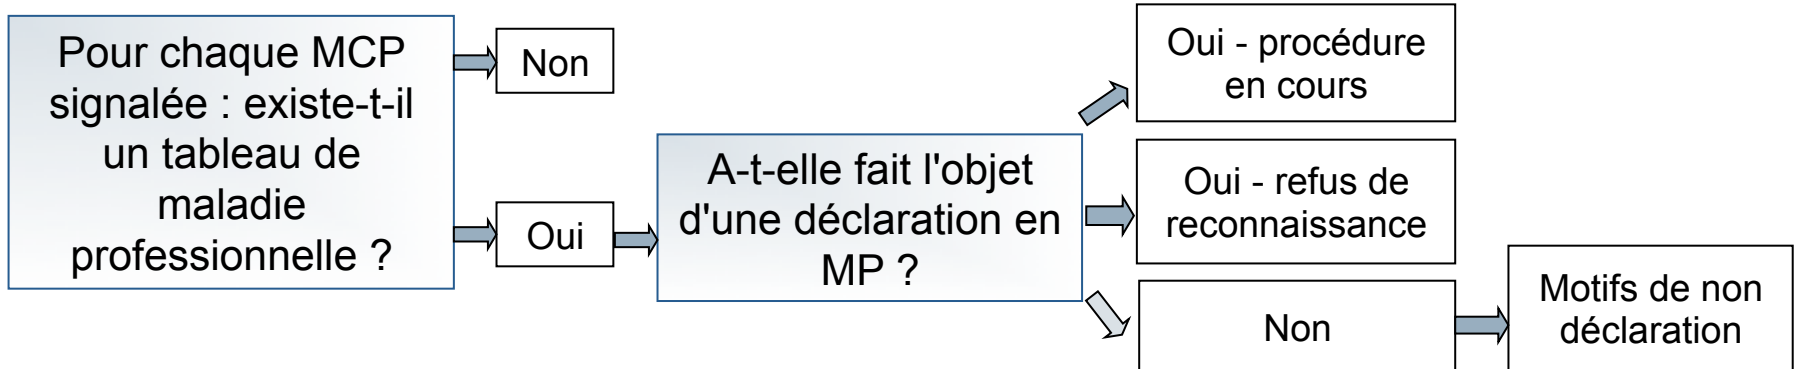 Pour chaque MCP
signalée : existe-t-il
un tableau de
maladie
professionnelle ?
Non
Oui
A-t-elle fait l'objet
d'une déclaration en
MP ?
Oui - procédure
en cours
Oui - refus de
reconnaissance
Non
Motifs de non
déclaration